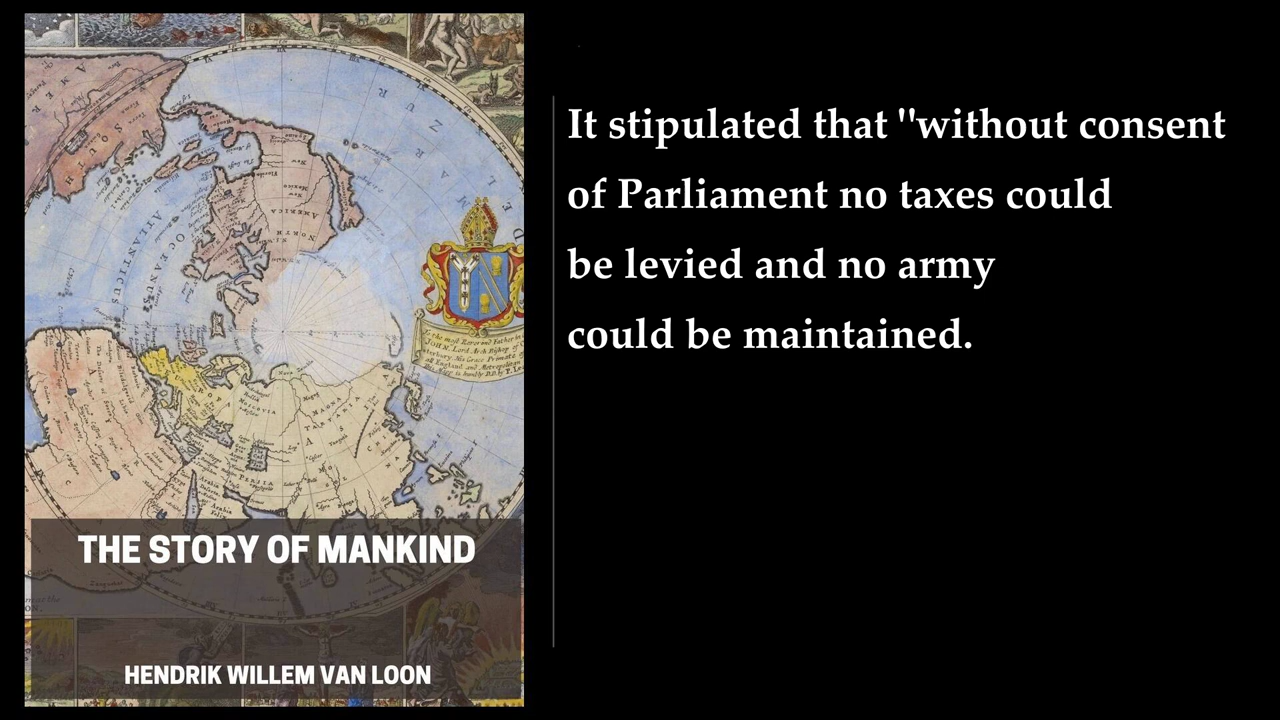 THE STORY OF MANKIND
HENDRIK WILLEM VAN LOON
It stipulated that "without consent
of Parliament no taxes could
be levied and no army
could be maintained.